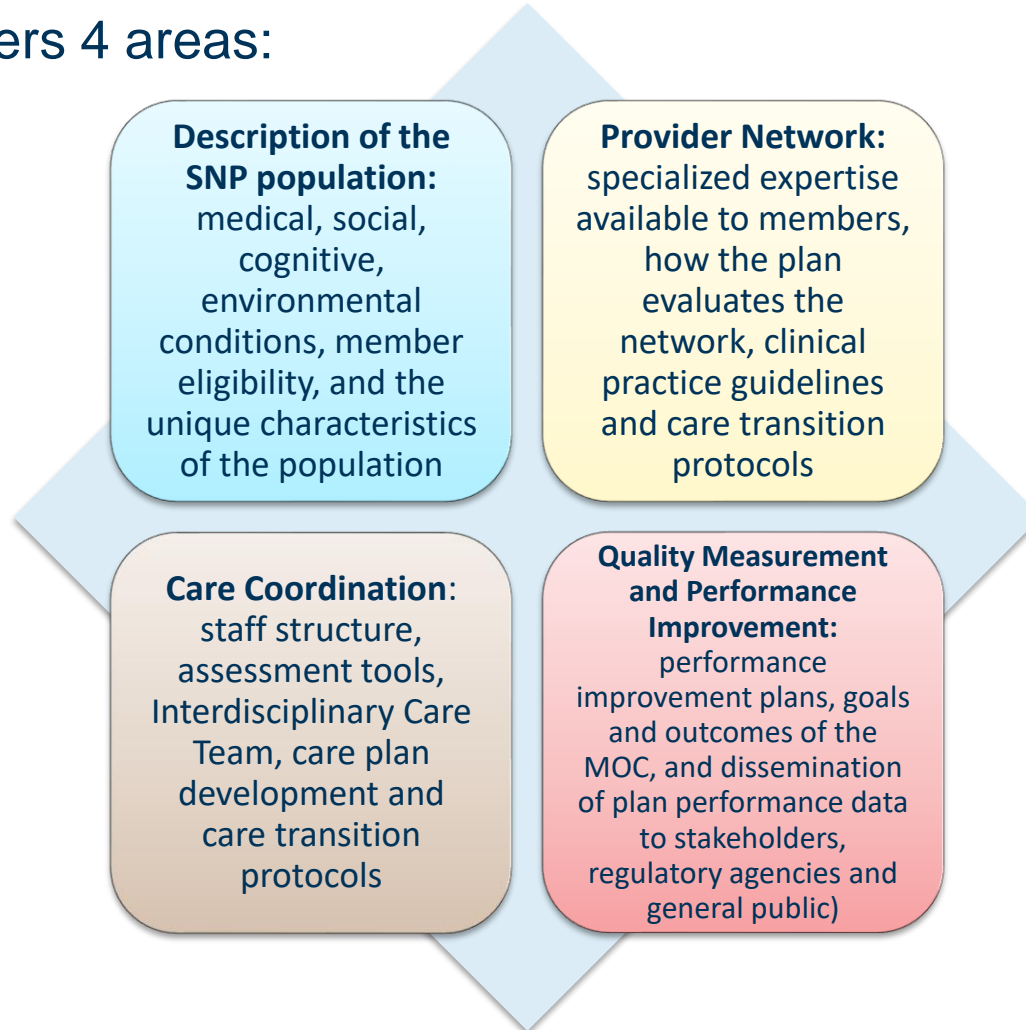 ers 4 areas:
Description of the
SNP population:
medical, social,
cognitive,
environmental
conditions, member
eligibility, and the
unique characteristics
of the population
Provider Network:
specialized expertise
available to members,
how the plan
evaluates the
network, clinical
practice guidelines
and care transition
protocols
Care Coordination:
staff structure,
assessment tools,
Interdisciplinary Care
Team, care plan
development and
care transition
protocols
Quality Measurement
and Performance
Improvement:
performance
improvement plans, goals
and outcomes of the
MOC, and dissemination
of plan performance data
to stakeholders,
regulatory agencies and
general public)